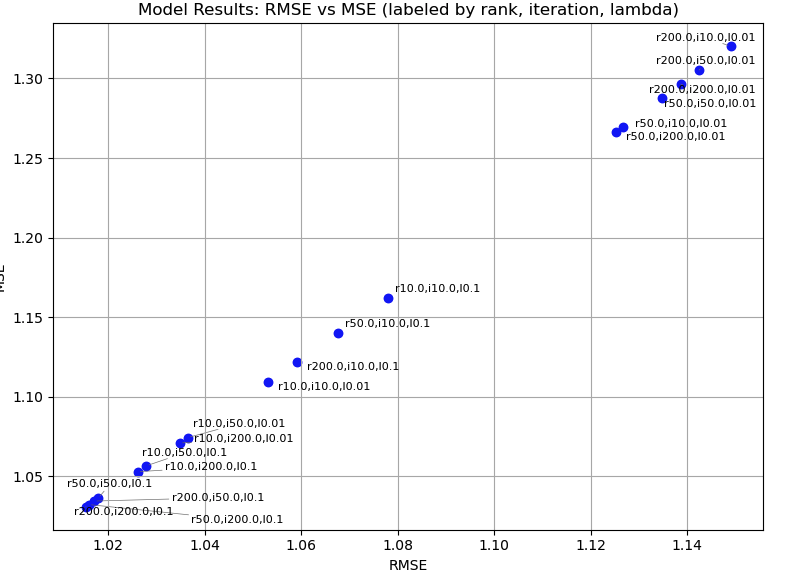 Model Results: RMSE vs MSE (labeled by rank, iteration, lambda)
r200.0,i10.0,l0.01
r200.0,i50.0,l0.01
r200.0,i200.0,l0.01
r50.0,i50.0,l0.01
r50.0,i10.0,l0.01
r50.0,i200.0,l0.01
r10.0,i10.0,l0.1
r50.0,i10.0,l0.1
r200.0,i10.0,l0.1
r10.0,i10.0,l0.01
r10.0,i50.0,l0.01
r10.0,i200.0,l0.01
r10.0,i50.0,l0.1
r10.0,i200.0,l0.1
r50.0,i50.0,l0.1
r200.0,i50.0,l0.1
r200.0,i200.0,l0.1
r50.0,i200.0,l0.1
1.30
1.25
1.20
1.15
1.10
1.05
MSE
1.02
1.04
1.06
1.08
1.10
1.12
1.14
RMSE